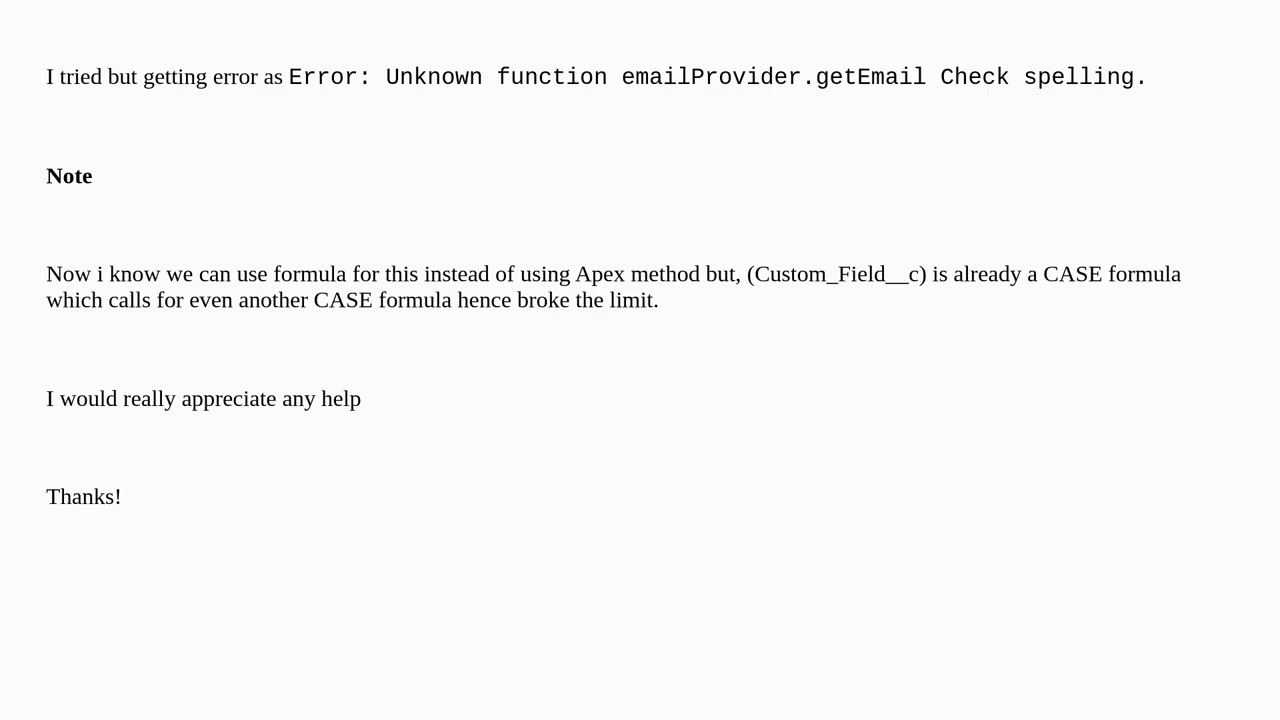 I tried but getting error as Error: Unknown function emailProvider.getEmail Check spelling.
Note
Now i know we can use formula for this instead of using Apex method but, (Custom_Field__c) is already a CASE formula
which calls for even another CASE formula hence broke the limit.
I would really appreciate any help
Thanks!